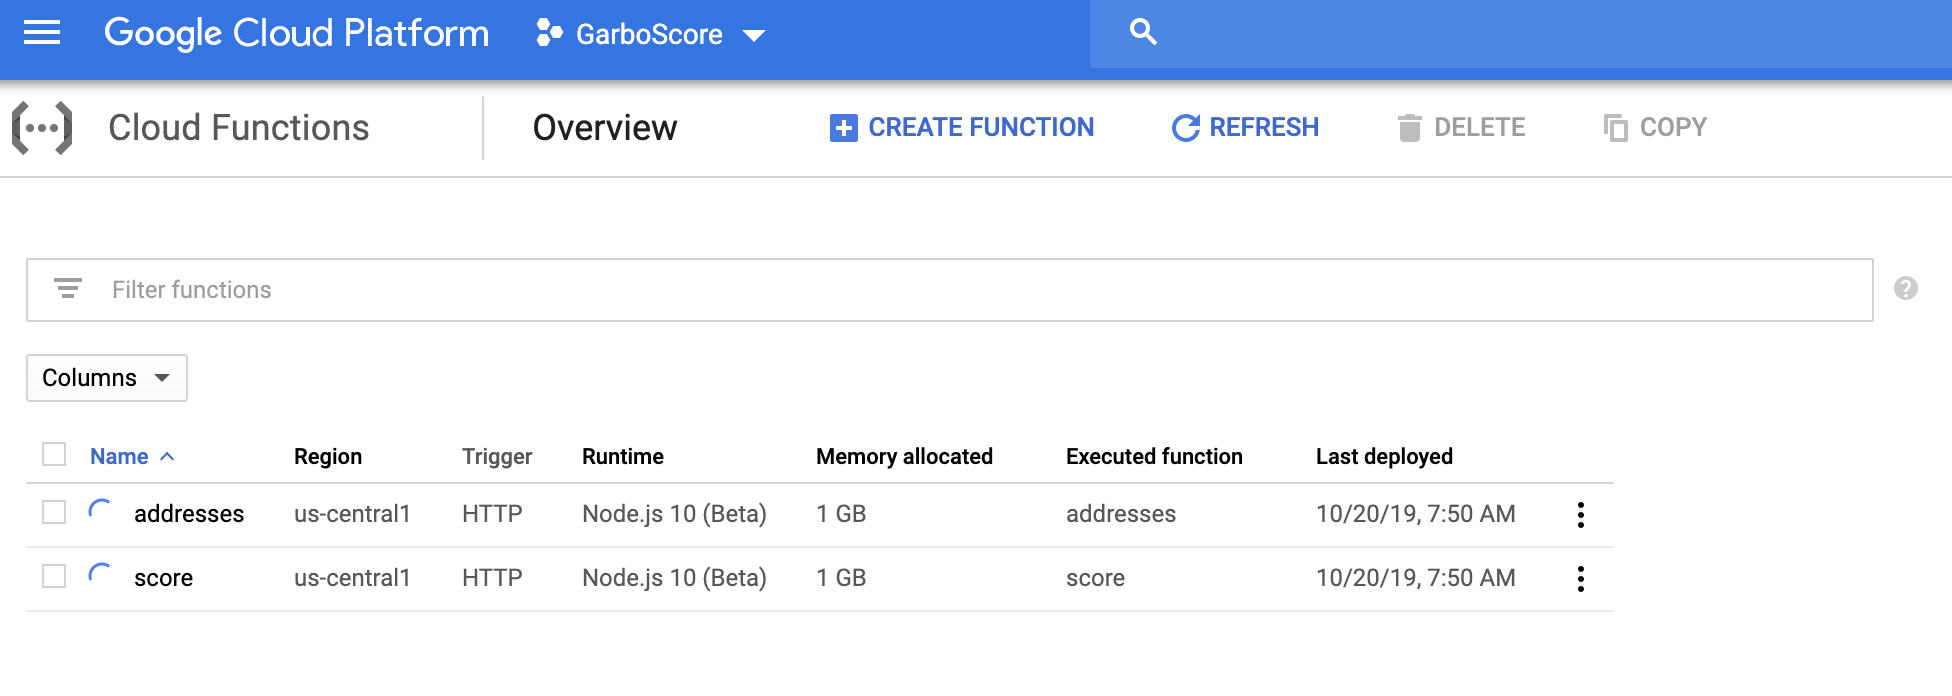 Google Cloud Platform GarboScore
Cloud Functions Overview CREATE FUNCTION REFRESH DELETE COPY
Filter functions ?
Columns
Name Region Trigger Runtime Memory allocated Executed function Last deployed
addresses us-central1 HTTP Node.js 10 (Beta) 1 GB addresses 10/20/19, 7:50 AM
score us-central1 HTTP Node.js 10 (Beta) 1 GB score 10/20/19, 7:50 AM